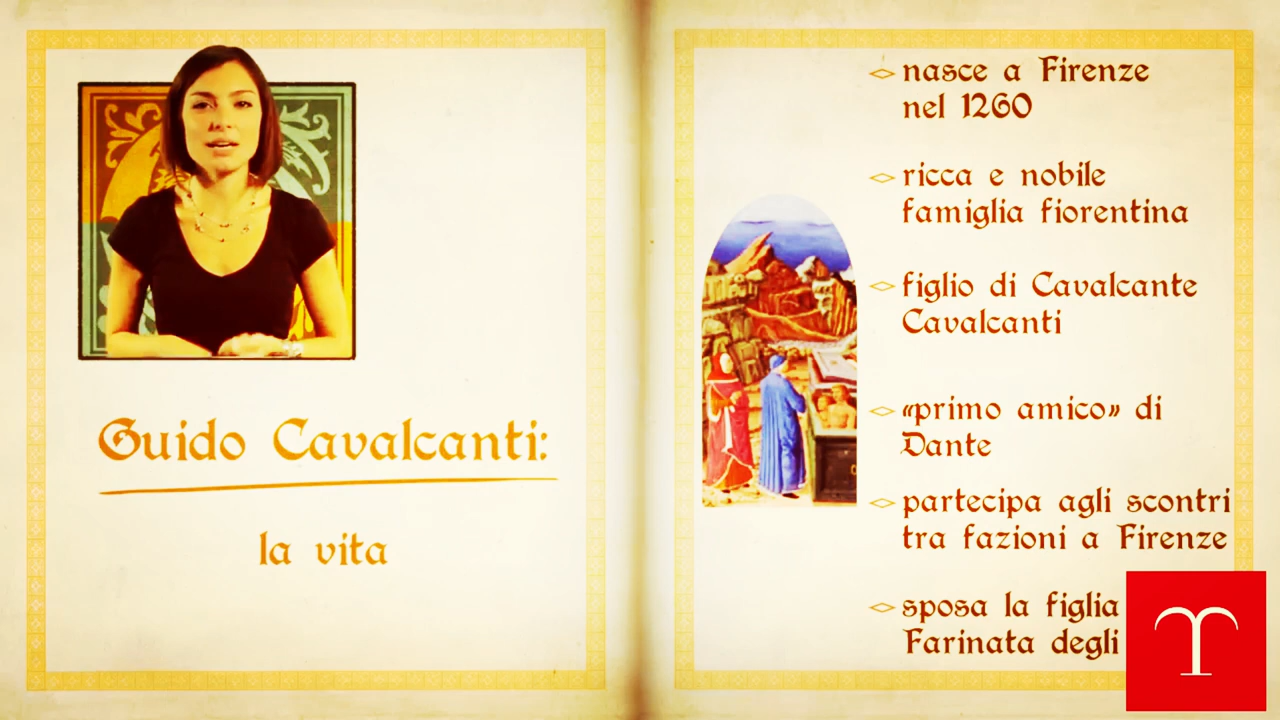 Guido Cavalcanti:
la vita
nasce a Firenze
nel 1260
ricca e nobile
famiglia fiorentina
figlio di Cavalcante
Cavalcanti
«primo amico» di
Dante
partecipa agli scontri
tra fazioni a Firenze
sposa la figlia
Farinata degli